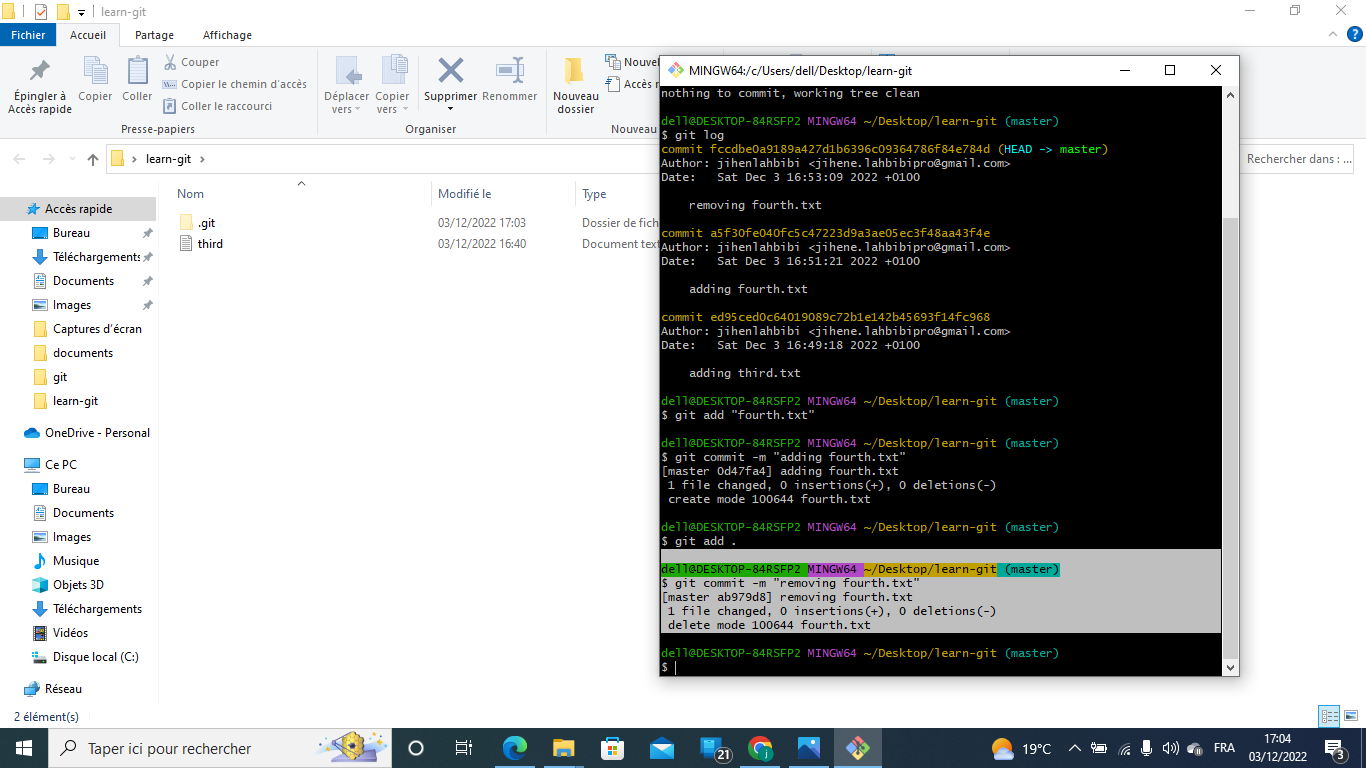 learn-git
Fichier
Accueil
Partage
Affichage
Épingler à
Accès rapide
Copier
Coller
Couper
Copier le chemin d'accès
Coller le raccourci
Presse-papiers
Déplacer
vers
Copier
vers
Supprimer
Renommer
Organiser
Nouveau
dossier
Nouveau
learn-git
Rechercher dans : ...
Nom
Modifié le
Type
.git
03/12/2022 17:03
Dossier de fich
third
03/12/2022 16:40
Document text
Accès rapide
Bureau
Téléchargements
Documents
Images
Captures d'écran
documents
git
learn-git
OneDrive - Personal
Ce PC
Bureau
Documents
Images
Musique
Objets 3D
Téléchargements
Vidéos
Disque local (C:)
Réseau
2 élément(s)
MINGW64:/c/Users/dell/Desktop/learn-git
nothing to commit, working tree clean
dell@DESKTOP-84RSFP2 MINGW64 ~/Desktop/learn-git (master)
$ git log
commit fccdbe0a9189a427d1b6396c09364786f84e784d (HEAD -> master)
Author: jihenlahbibi <jihene.lahbibipro@gmail.com>
Date:   Sat Dec 3 16:53:09 2022 +0100
removing fourth.txt
commit a5f30fe040fc5c47223d9a3ae05ec3f48aa43f4e
Author: jihenlahbibi <jihene.lahbibipro@gmail.com>
Date:   Sat Dec 3 16:51:21 2022 +0100
adding fourth.txt
commit ed95ced0c64019089c72b1e142b45693f14fc968
Author: jihenlahbibi <jihene.lahbibipro@gmail.com>
Date:   Sat Dec 3 16:49:18 2022 +0100
adding third.txt
dell@DESKTOP-84RSFP2 MINGW64 ~/Desktop/learn-git (master)
$ git add "fourth.txt"
dell@DESKTOP-84RSFP2 MINGW64 ~/Desktop/learn-git (master)
$ git commit -m "adding fourth.txt"
[master 0d47fa4] adding fourth.txt
1 file changed, 0 insertions(+), 0 deletions(-)
create mode 100644 fourth.txt
dell@DESKTOP-84RSFP2 MINGW64 ~/Desktop/learn-git (master)
$ git add .
dell@DESKTOP-84RSFP2 MINGW64 ~/Desktop/learn-git (master)
$ git commit -m "removing fourth.txt"
[master ab979d8] removing fourth.txt
1 file changed, 0 insertions(+), 0 deletions(-)
delete mode 100644 fourth.txt
dell@DESKTOP-84RSFP2 MINGW64 ~/Desktop/learn-git (master)
$
Taper ici pour rechercher
21
19°C
FRA
17:04
03/12/2022
3